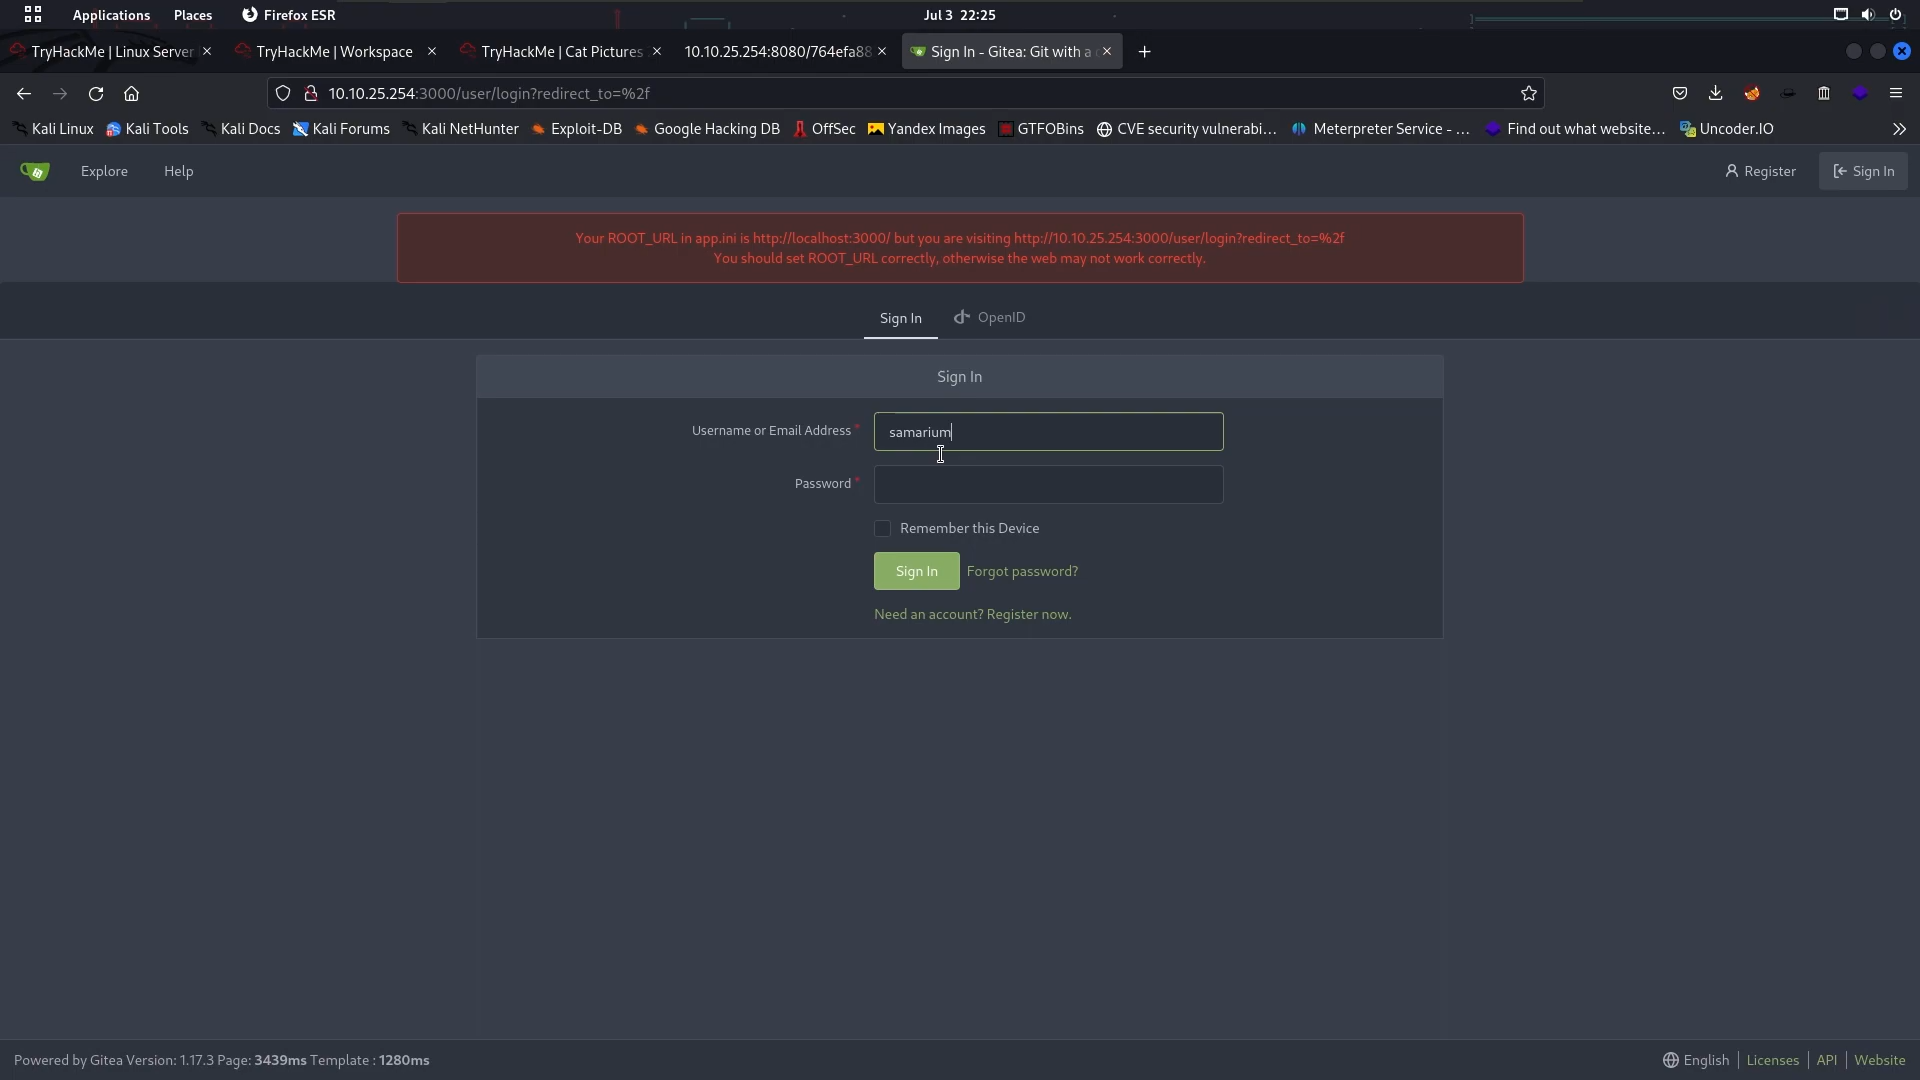 Applications Places Firefox ESR Jul 3 22:25
TryHackMe | Linux Server TryHackMe | Workspace TryHackMe | Cat Pictures 10.10.25.254:8080/764efa88 Sign In - Gitea: Git with a
10.10.25.254:3000/user/login?redirect_to=%2f
Kali Linux Kali Tools Kali Docs Kali Forums Kali NetHunter Exploit-DB Google Hacking DB OffSec Yandex Images GTFOBins CVE security vulnerabi... Meterpreter Service - ... Find out what website... Uncoder.IO
Explore Help Register Sign In
Your ROOT_URL in app.ini is http://localhost:3000/ but you are visiting http://10.10.25.254:3000/user/login?redirect_to=%2f
You should set ROOT_URL correctly, otherwise the web may not work correctly.
Sign In OpenID
Sign In
Username or Email Address * samarium
Password *
Remember this Device
Sign In Forgot password?
Need an account? Register now.
Powered by Gitea Version: 1.17.3 Page: 3439ms Template : 1280ms English Licenses API Website